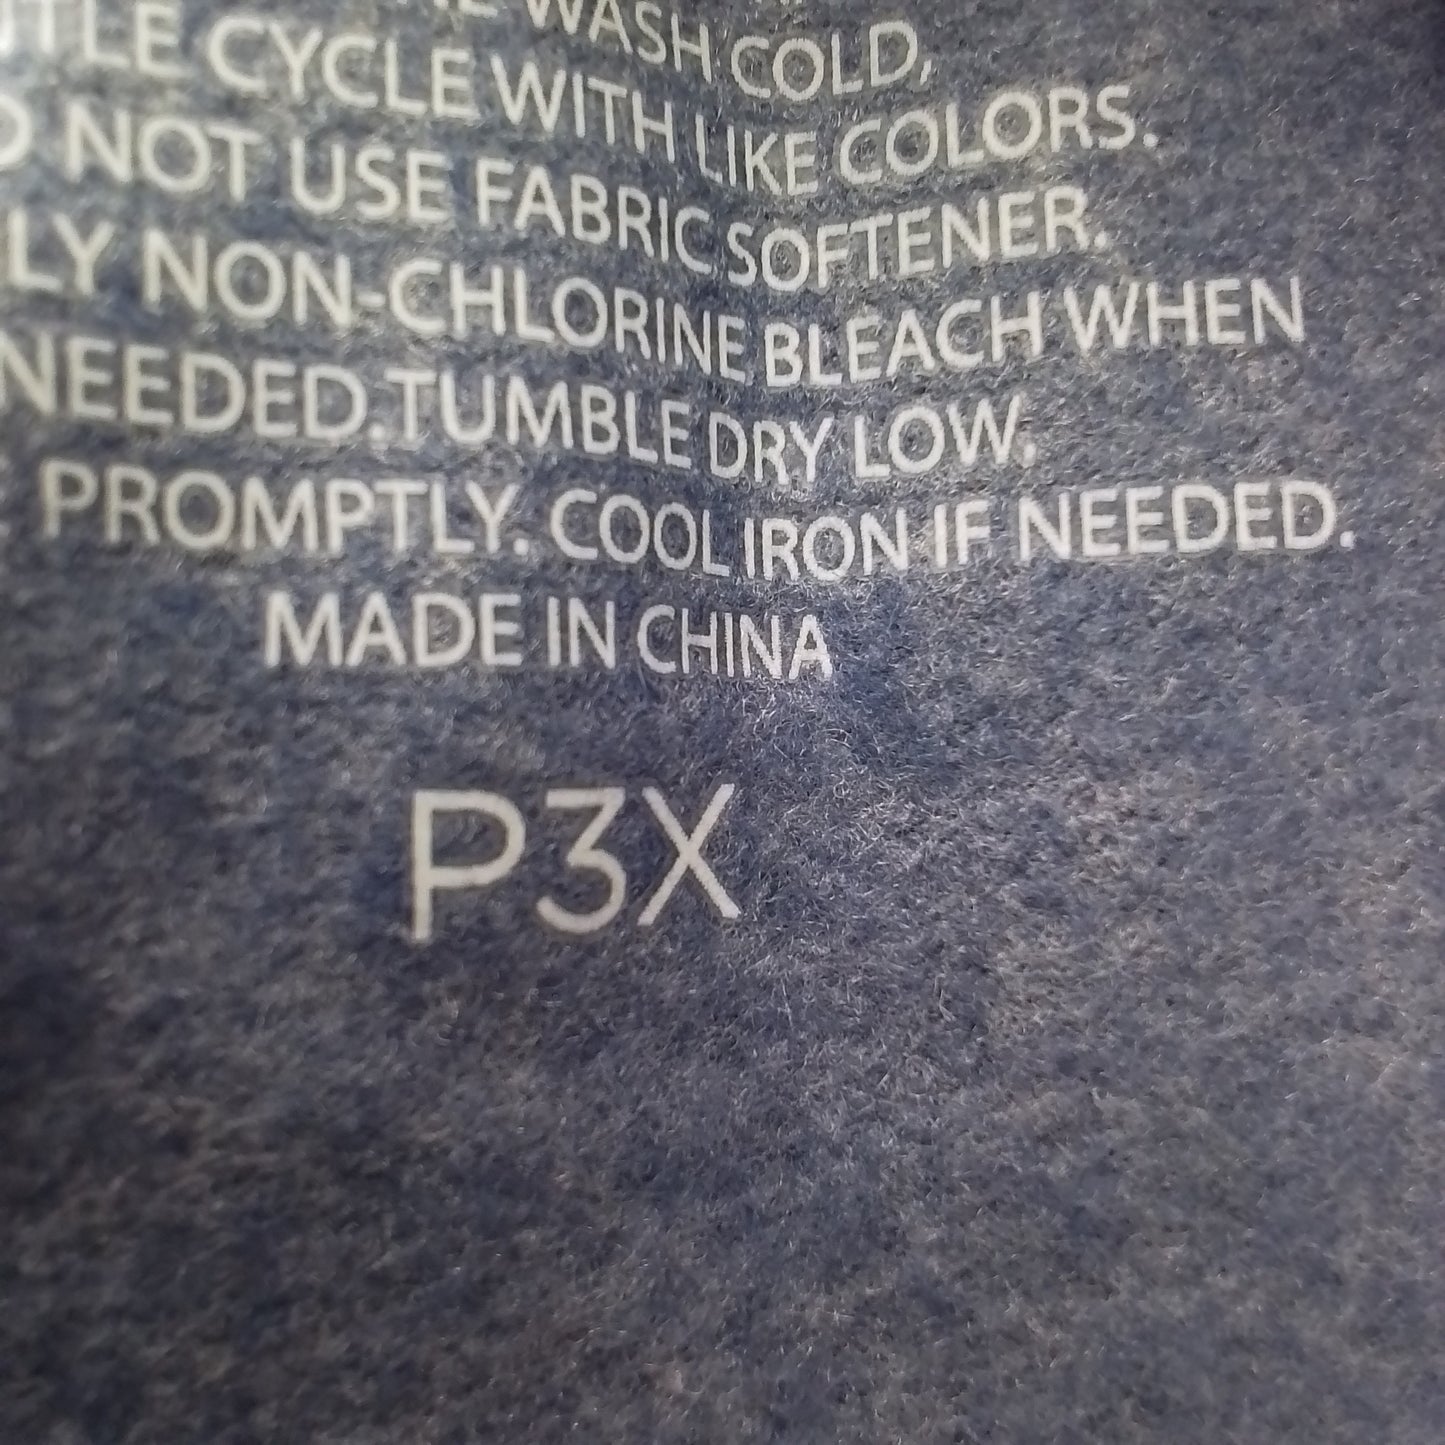 WASH COLD,
CYCLE WITH LIKE COLORS.
NOT USE FABRIC SOFTENER.
LY NON-CHLORINE BLEACH WHEN
NEEDED. TUMBLE DRY LOW.
PROMPTLY. COOL IRON IF NEEDED.
MADE IN CHINA
P3X